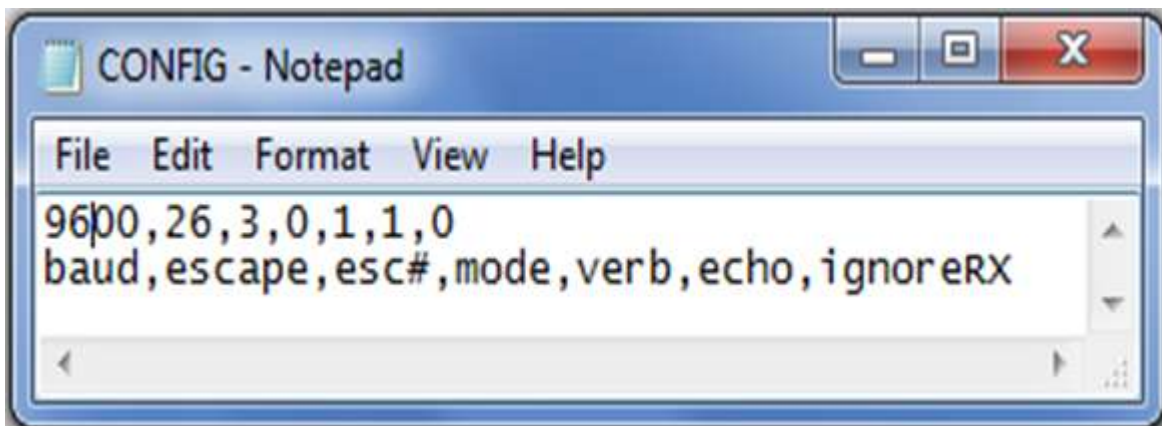 CONFIG - Notepad
File Edit Format View Help
9600,26,3,0,1,1,0
baud,escape,esc#,mode,verb,echo,ignoreRX